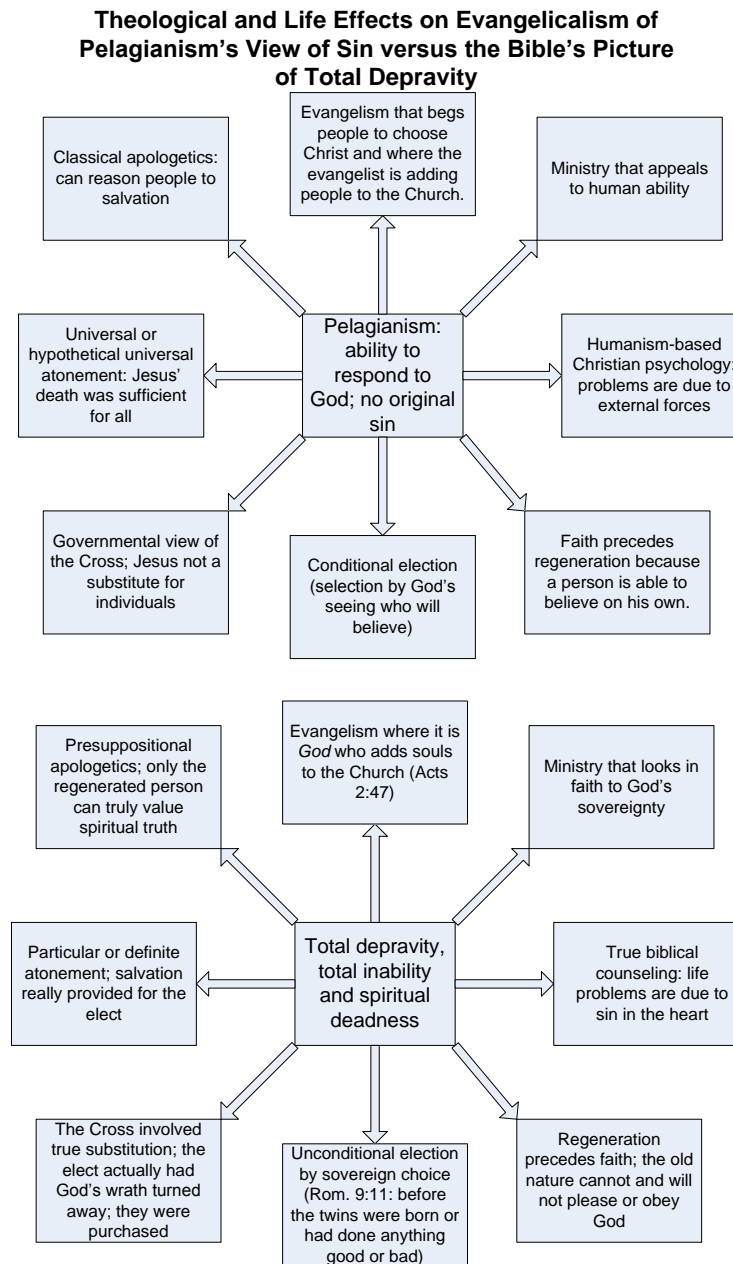 Theological and Life Effects on Evangelicalism of
Pelagianism's View of Sin versus the Bible's Picture
of Total Depravity
Classical apologetics:
can reason people to
salvation
Evangelism that begs
people to choose
Christ and where the
evangelist is adding
people to the Church.
Ministry that appeals
to human ability
Universal or
hypothetical universal
atonement: Jesus'
death was sufficient
for all
Pelagianism:
ability to
respond to
God; no original
sin
Humanism-based
Christian psychology:
problems are due to
external forces
Governmental view of
the Cross; Jesus not a
substitute for
individuals
Conditional election
(selection by God's
seeing who will
believe)
Faith precedes
regeneration because
a person is able to
believe on his own.
Presuppositional
apologetics; only the
regenerated person
can truly value
spiritual truth
Evangelism where it is
God who adds souls
to the Church (Acts
2:47)
Ministry that looks in
faith to God's
sovereignty
Particular or definite
atonement; salvation
really provided for the
elect
Total depravity,
total inability
and spiritual
deadness
True biblical
counseling: life
problems are due to
sin in the heart
The Cross involved
true substitution; the
elect actually had
God's wrath turned
away; they were
purchased
Unconditional election
by sovereign choice
(Rom. 9:11: before
the twins were born or
had done anything
good or bad)
Regeneration
precedes faith; the old
nature cannot and will
not please or obey
God